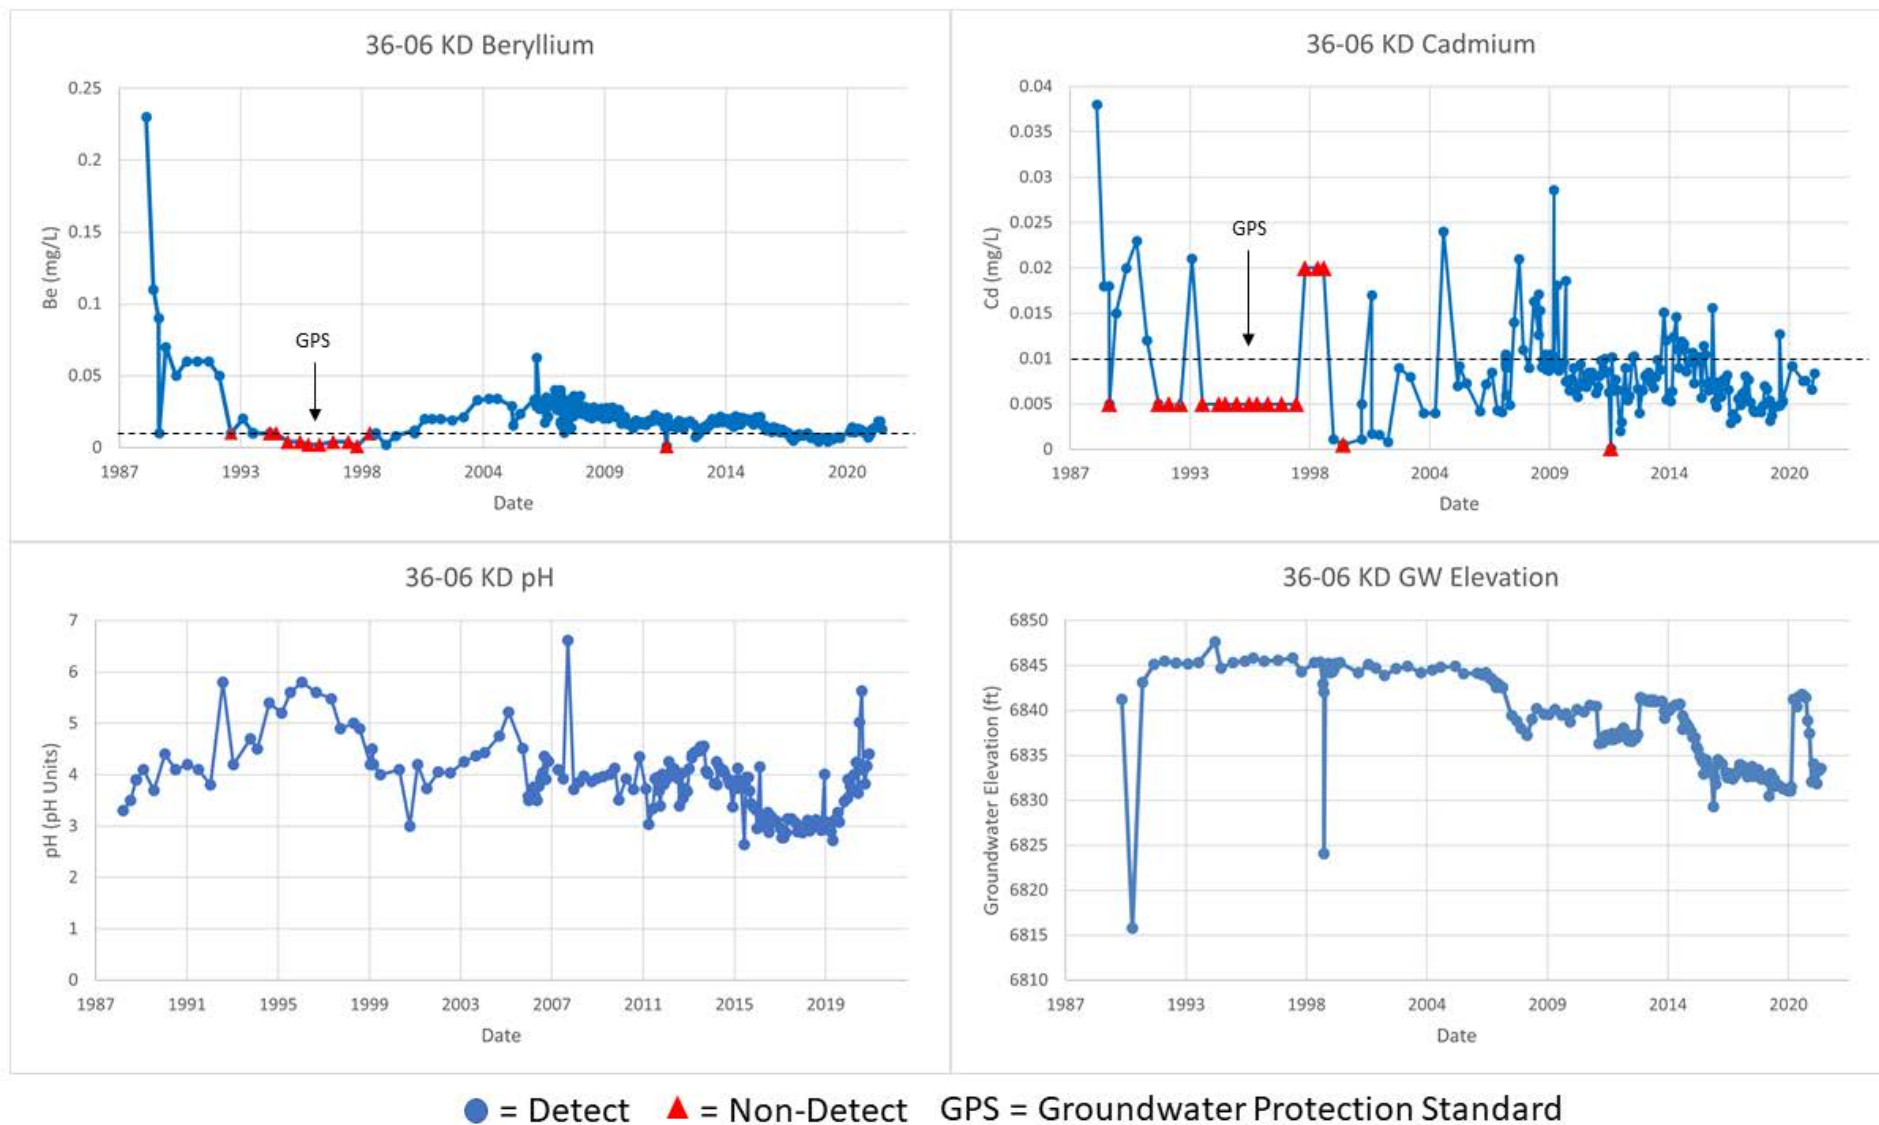 36-06 KD Beryllium
0.25
0.2
0.15
0.1
0.05
0
Be (mg/L)
GPS
1987 1993 1998 2004 2009 2014 2020
Date
36-06 KD Cadmium
0.04
0.035
0.03
0.025
0.02
0.015
0.01
0.005
0
Cd (mg/L)
GPS
1987 1993 1998 2004 2009 2014 2020
Date
36-06 KD pH
7
6
5
4
3
2
1
0
pH (pH Units)
1987 1991 1995 1999 2003 2007 2011 2015 2019
Date
36-06 KD GW Elevation
6850
6845
6840
6835
6830
6825
6820
6815
6810
Groundwater Elevation (ft)
1987 1993 1998 2004 2009 2014 2020
Date
= Detect = Non-Detect GPS = Groundwater Protection Standard